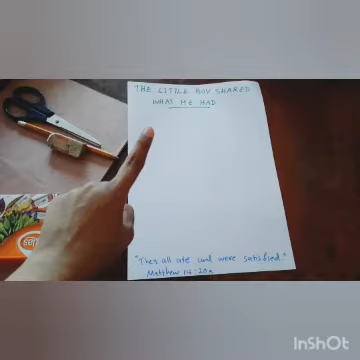 THE LITTLE BOY SHARED
WHAT HE HAD
"They all ate and were satisfied."
Matthew 14:20a
InShOt